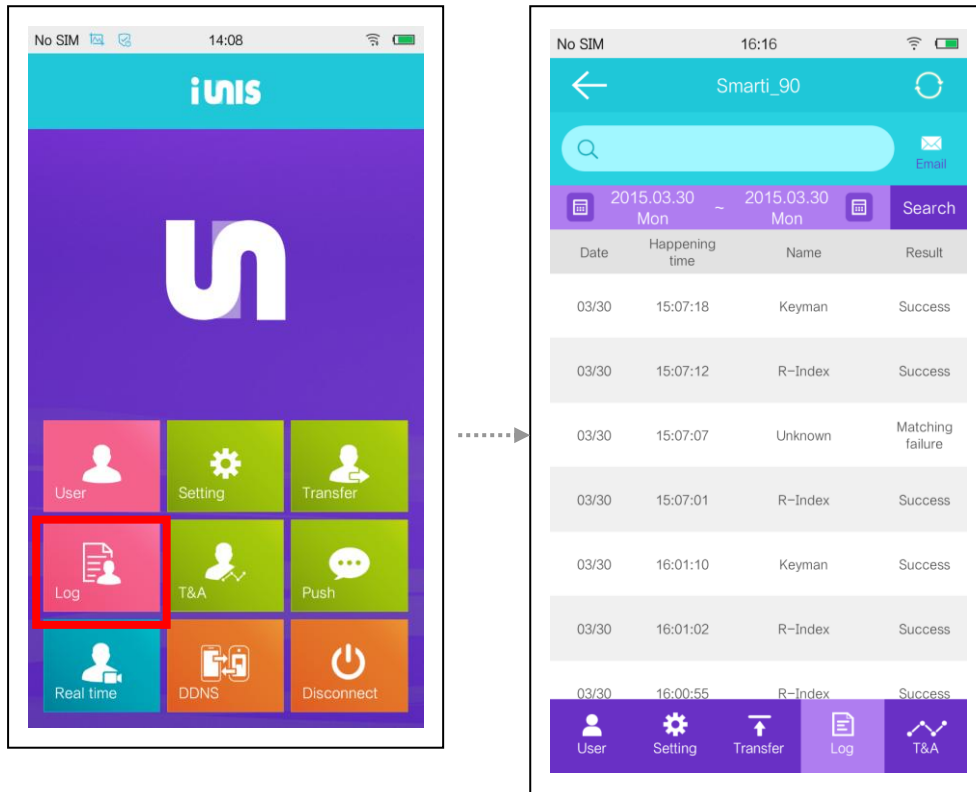 No SIM 14:08
iUNIS
User Setting Transfer
Log T&A Push
Real time DDNS Disconnect
No SIM 16:16
Smarti_90
Email
2015.03.30 Mon ~ 2015.03.30 Mon Search
Date Happening time Name Result
03/30 15:07:18 Keyman Success
03/30 15:07:12 R-Index Success
03/30 15:07:07 Unknown Matching failure
03/30 15:07:01 R-Index Success
03/30 16:01:10 Keyman Success
03/30 16:01:02 R-Index Success
03/30 16:00:55 R-Index Success
User Setting Transfer Log T&A